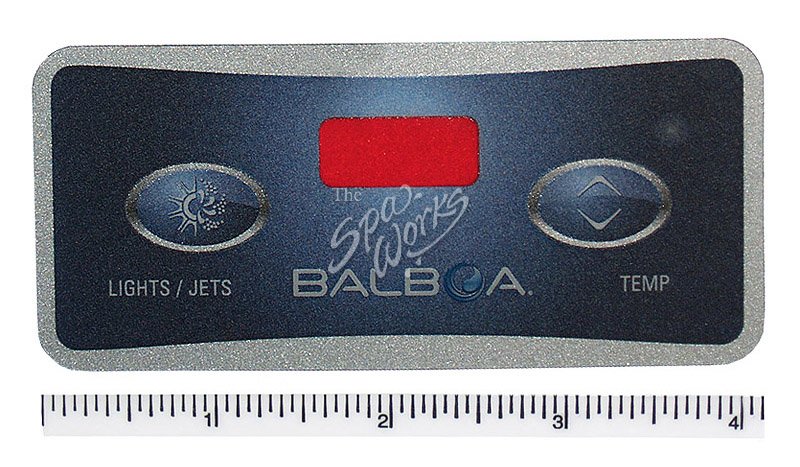 The
Spa
Works
BALBOA.
LIGHTS / JETS
TEMP
1 2 3 4